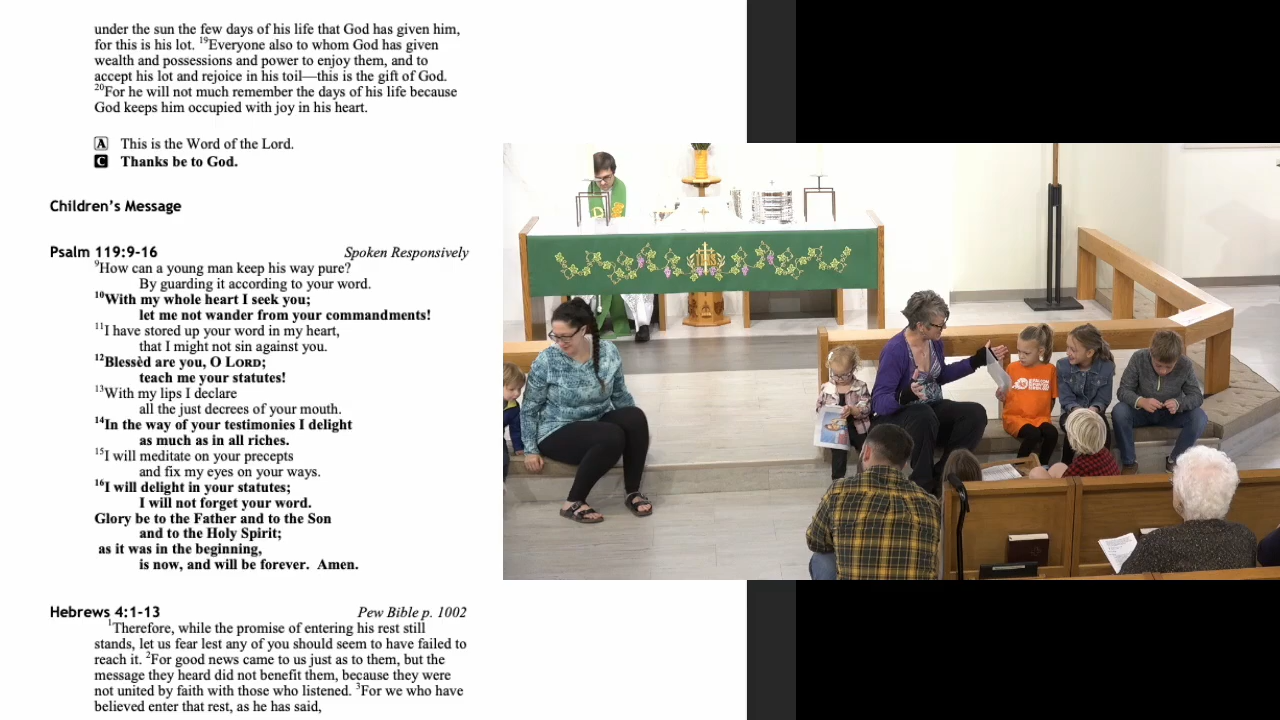 under the sun the few days of his life that God has given him,
for this is his lot. 19Everyone also to whom God has given
wealth and possessions and power to enjoy them, and to
accept his lot and rejoice in his toil—this is the gift of God.
20For he will not much remember the days of his life because
God keeps him occupied with joy in his heart.
A This is the Word of the Lord.
C Thanks be to God.
Children's Message
Psalm 119:9-16 Spoken Responsively
9How can a young man keep his way pure?
By guarding it according to your word.
10With my whole heart I seek you;
let me not wander from your commandments!
11I have stored up your word in my heart,
that I might not sin against you.
12Blessèd are you, O LORD;
teach me your statutes!
13With my lips I declare
all the just decrees of your mouth.
14In the way of your testimonies I delight
as much as in all riches.
15I will meditate on your precepts
and fix my eyes on your ways.
16I will delight in your statutes;
I will not forget your word.
Glory be to the Father and to the Son
and to the Holy Spirit;
as it was in the beginning,
is now, and will be forever.  Amen.
Hebrews 4:1-13 Pew Bible p. 1002
1Therefore, while the promise of entering his rest still
stands, let us fear lest any of you should seem to have failed to
reach it. 2For good news came to us just as to them, but the
message they heard did not benefit them, because they were
not united by faith with those who listened. 3For we who have
believed enter that rest, as he has said,
IHS